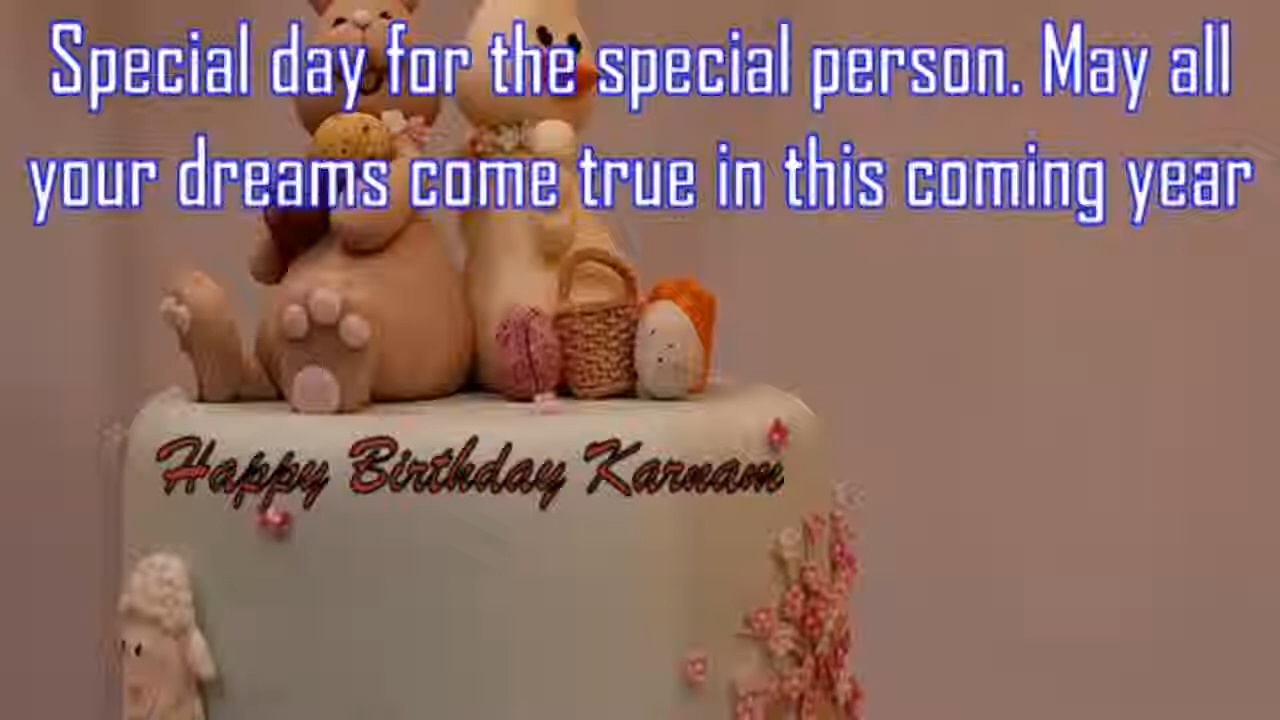 Special day for the special person. May all
your dreams come true in this coming year
Happy Birthday Karnam